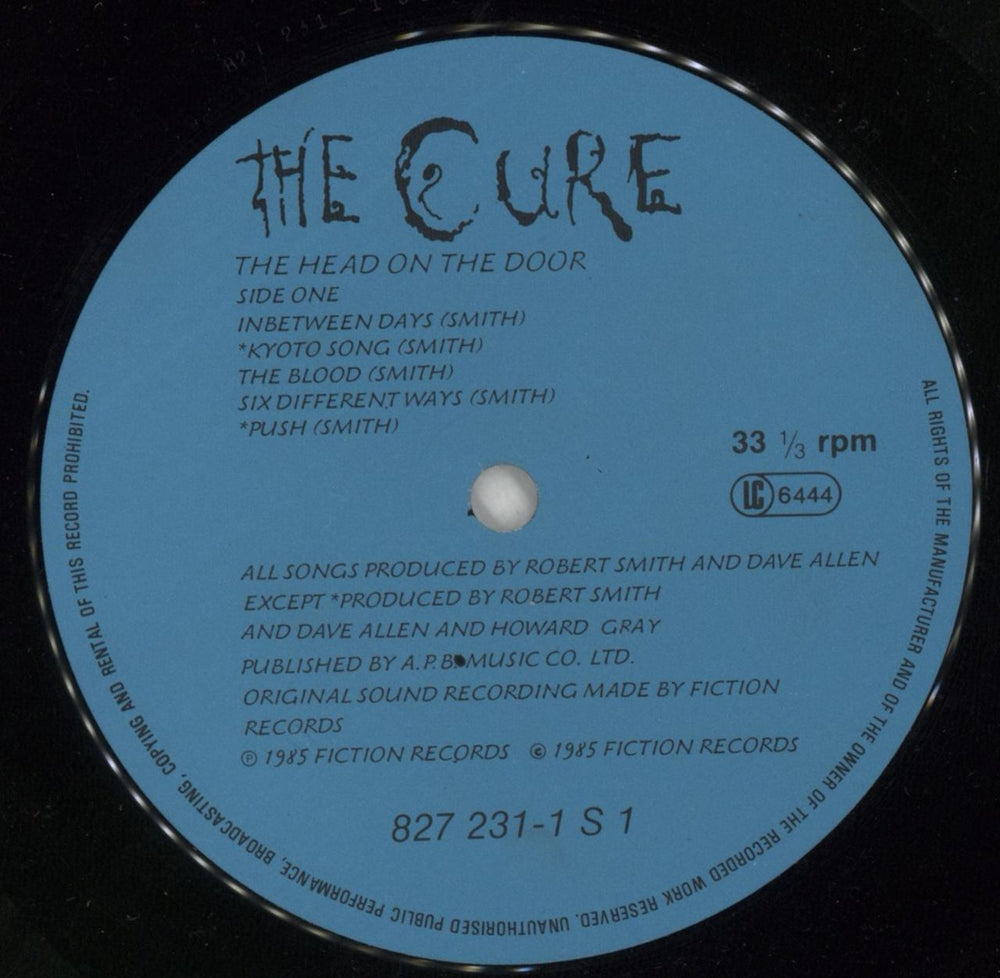 THE CURE
THE HEAD ON THE DOOR
SIDE ONE
INBETWEEN DAYS (SMITH)
*KYOTO SONG (SMITH)
THE BLOOD (SMITH)
SIX DIFFERENT WAYS (SMITH)
*PUSH (SMITH)
33 1/3 rpm
LC 6444
ALL SONGS PRODUCED BY ROBERT SMITH AND DAVE ALLEN
EXCEPT *PRODUCED BY ROBERT SMITH
AND DAVE ALLEN AND HOWARD GRAY
PUBLISHED BY A.P.B. MUSIC CO. LTD.
ORIGINAL SOUND RECORDING MADE BY FICTION
RECORDS
℗ 1985 FICTION RECORDS © 1985 FICTION RECORDS
827 231-1 S 1
ALL RIGHTS OF THE MANUFACTURER AND OF THE OWNER OF THE RECORDED WORK RESERVED. UNAUTHORISED PUBLIC PERFORMANCE, BROADCASTING, COPYING AND RENTAL OF THIS RECORD PROHIBITED.